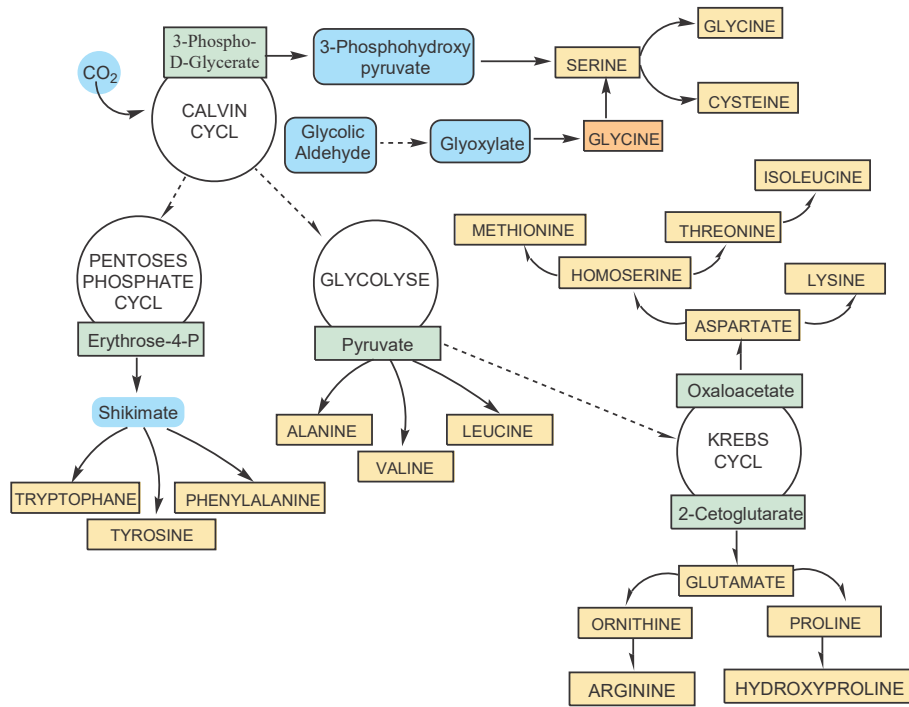 GLYCINE
3-Phospho-
D-Glycerate
3-Phosphohydroxy
pyruvate
SERINE
CO2
CYSTEINE
CALVIN
CYCL
Glycolic
Aldehyde
Glyoxylate
GLYCINE
ISOLEUCINE
METHIONINE
THREONINE
PENTOSES
PHOSPHATE
CYCL
GLYCOLYSE
HOMOSERINE
LYSINE
ASPARTATE
Erythrose-4-P
Pyruvate
Oxaloacetate
Shikimate
ALANINE
LEUCINE
VALINE
KREBS
CYCL
TRYPTOPHANE
PHENYLALANINE
TYROSINE
2-Cetoglutarate
GLUTAMATE
ORNITHINE
PROLINE
ARGININE
HYDROXYPROLINE